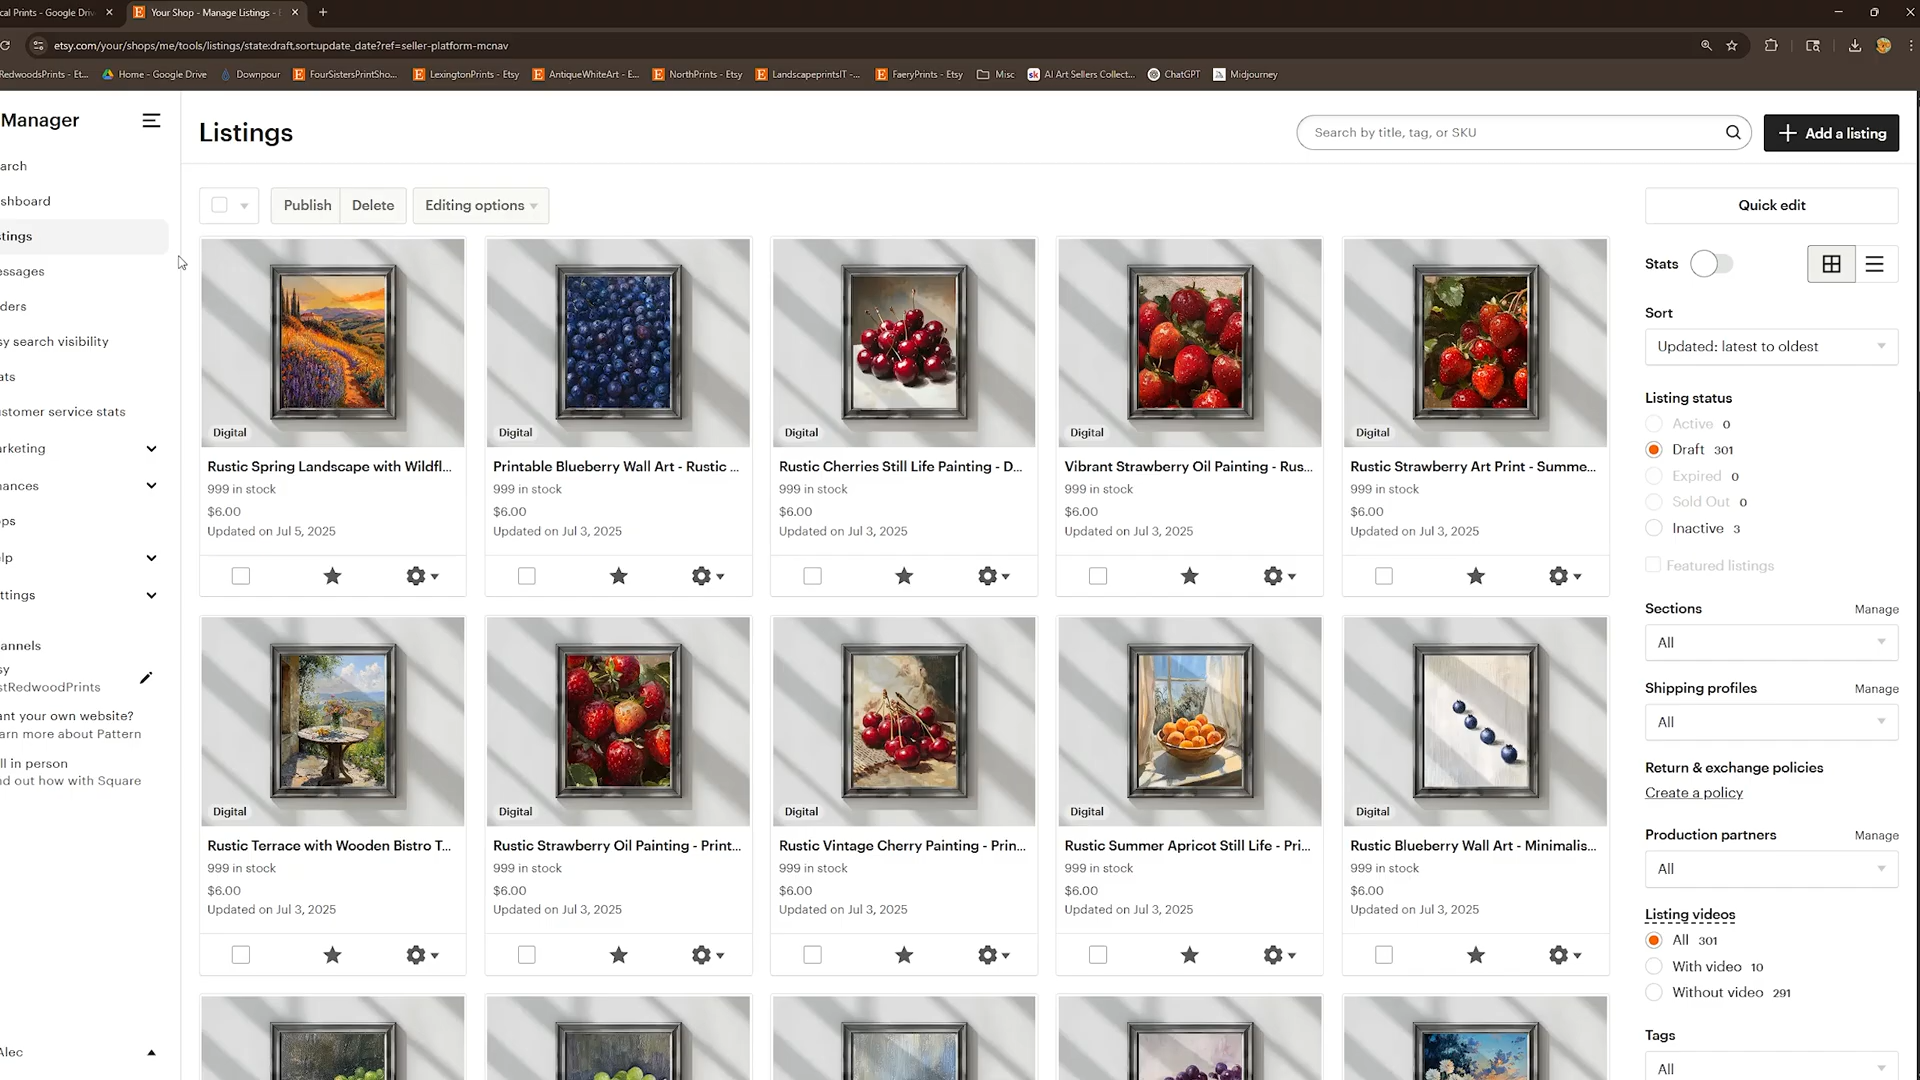 cal Prints - Google Driv
Your Shop - Manage Listings - E
etsy.com/your/shops/me/tools/listings/state:draft,sort:update_date?ref=seller-platform-mcnav
RedwoodsPrints - Et...
Home - Google Drive
Downpour
FourSistersPrintSho...
LexingtonPrints - Etsy
AntiqueWhiteArt - E...
NorthPrints - Etsy
LandscapeprintsIT -...
FaeryPrints - Etsy
Misc
AI Art Sellers Collect...
ChatGPT
Midjourney
Manager
arch
shboard
stings
essages
ders
sy search visibility
ats
ustomer service stats
arketing
nances
ps
lp
ttings
annels
sy
stRedwoodPrints
ant your own website?
arn more about Pattern
ll in person
nd out how with Square
Alec
Listings
Search by title, tag, or SKU
Add a listing
Publish
Delete
Editing options
Digital
Digital
Digital
Digital
Digital
Rustic Spring Landscape with Wildfl...
Printable Blueberry Wall Art - Rustic ...
Rustic Cherries Still Life Painting - D...
Vibrant Strawberry Oil Painting - Rus...
Rustic Strawberry Art Print - Summe...
999 in stock
999 in stock
999 in stock
999 in stock
999 in stock
$6.00
$6.00
$6.00
$6.00
$6.00
Updated on Jul 5, 2025
Updated on Jul 3, 2025
Updated on Jul 3, 2025
Updated on Jul 3, 2025
Updated on Jul 3, 2025
Digital
Digital
Digital
Digital
Digital
Rustic Terrace with Wooden Bistro T...
Rustic Strawberry Oil Painting - Print...
Rustic Vintage Cherry Painting - Prin...
Rustic Summer Apricot Still Life - Pri...
Rustic Blueberry Wall Art - Minimalis...
999 in stock
999 in stock
999 in stock
999 in stock
999 in stock
$6.00
$6.00
$6.00
$6.00
$6.00
Updated on Jul 3, 2025
Updated on Jul 3, 2025
Updated on Jul 3, 2025
Updated on Jul 3, 2025
Updated on Jul 3, 2025
Quick edit
Stats
Sort
Updated: latest to oldest
Listing status
Active 0
Draft 301
Expired 0
Sold Out 0
Inactive 3
Featured listings
Sections Manage
All
Shipping profiles Manage
All
Return & exchange policies
Create a policy
Production partners Manage
All
Listing videos
All 301
With video 10
Without video 291
Tags
All